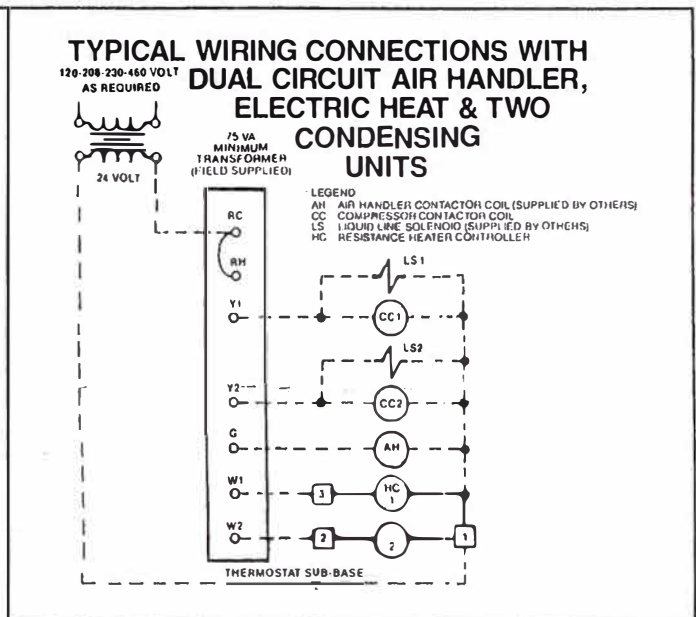 TYPICAL WIRING CONNECTIONS WITH
DUAL CIRCUIT AIR HANDLER,
ELECTRIC HEAT & TWO
CONDENSING
UNITS
120-208-230-460 VOLT
AS REQUIRED
24 VOLT
75 VA
MINIMUM
TRANSFORMER
(FIELD SUPPLIED)
LEGEND
AH AIR HANDLER CONTACTOR COIL (SUPPLIED BY OTHERS)
CC COMPRESSOR CONTACTOR COIL
LS LIQUID LINE SOLENOID (SUPPLIED BY OTHERS)
HC RESISTANCE HEATER CONTROLLER
RC
RH
LS1
Y1
CC1
LS2
Y2
CC2
G
AH
W1
3
HC
1
W2
2
2
1
THERMOSTAT SUB-BASE